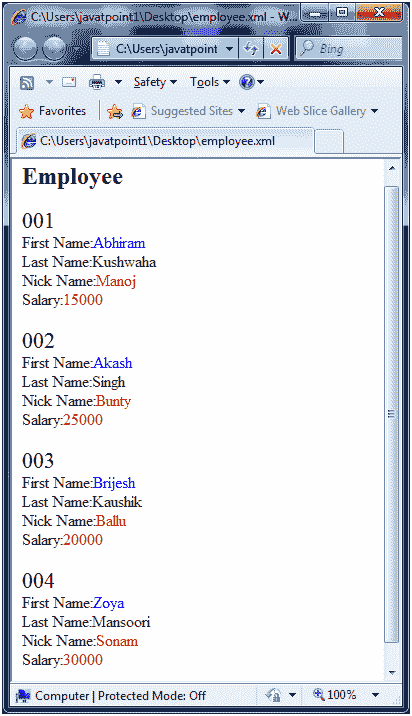 C:\Users\javatpoint1\Desktop\employee.xml - W...
C:\Users\javatpoint
Bing
Safety
Tools
Favorites
Suggested Sites
Web Slice Gallery
C:\Users\javatpoint1\Desktop\employee.xml
Employee
001
First Name:Abhiram
Last Name:Kushwaha
Nick Name:Manoj
Salary:15000
002
First Name:Akash
Last Name:Singh
Nick Name:Bunty
Salary:25000
003
First Name:Brijesh
Last Name:Kaushik
Nick Name:Ballu
Salary:20000
004
First Name:Zoya
Last Name:Mansoori
Nick Name:Sonam
Salary:30000
Computer | Protected Mode: Off
100%